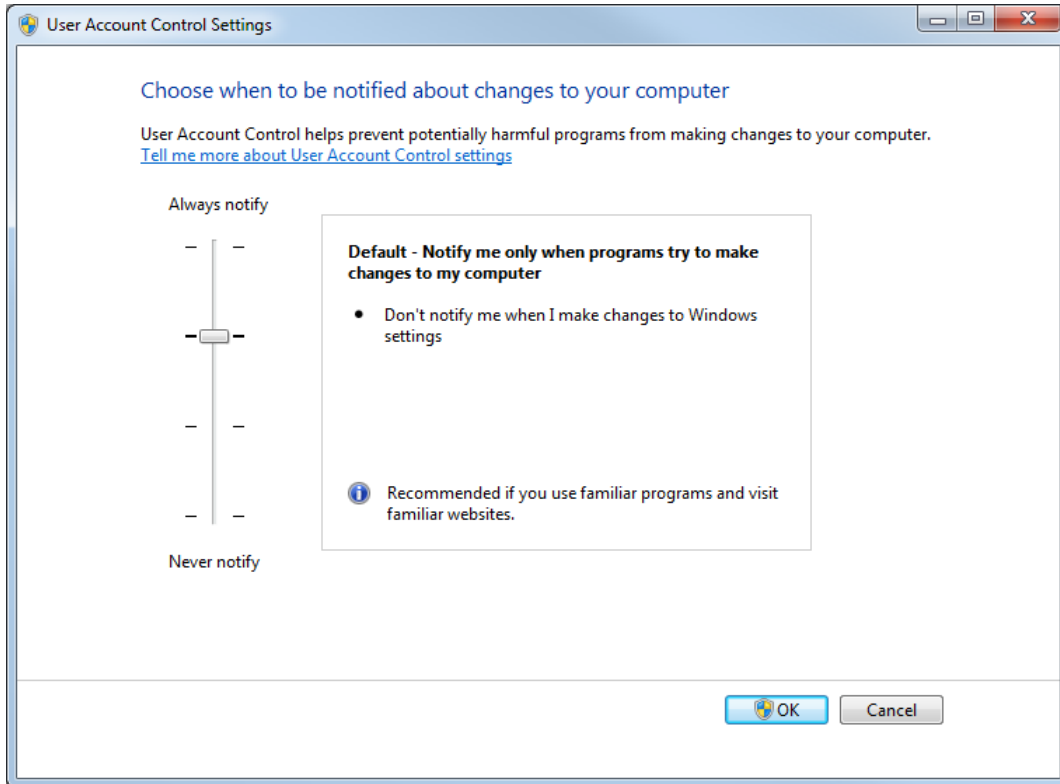 User Account Control Settings
Choose when to be notified about changes to your computer
User Account Control helps prevent potentially harmful programs from making changes to your computer.
Tell me more about User Account Control settings
Always notify
Default - Notify me only when programs try to make
changes to my computer
• Don't notify me when I make changes to Windows
settings
Recommended if you use familiar programs and visit
familiar websites.
Never notify
OK
Cancel